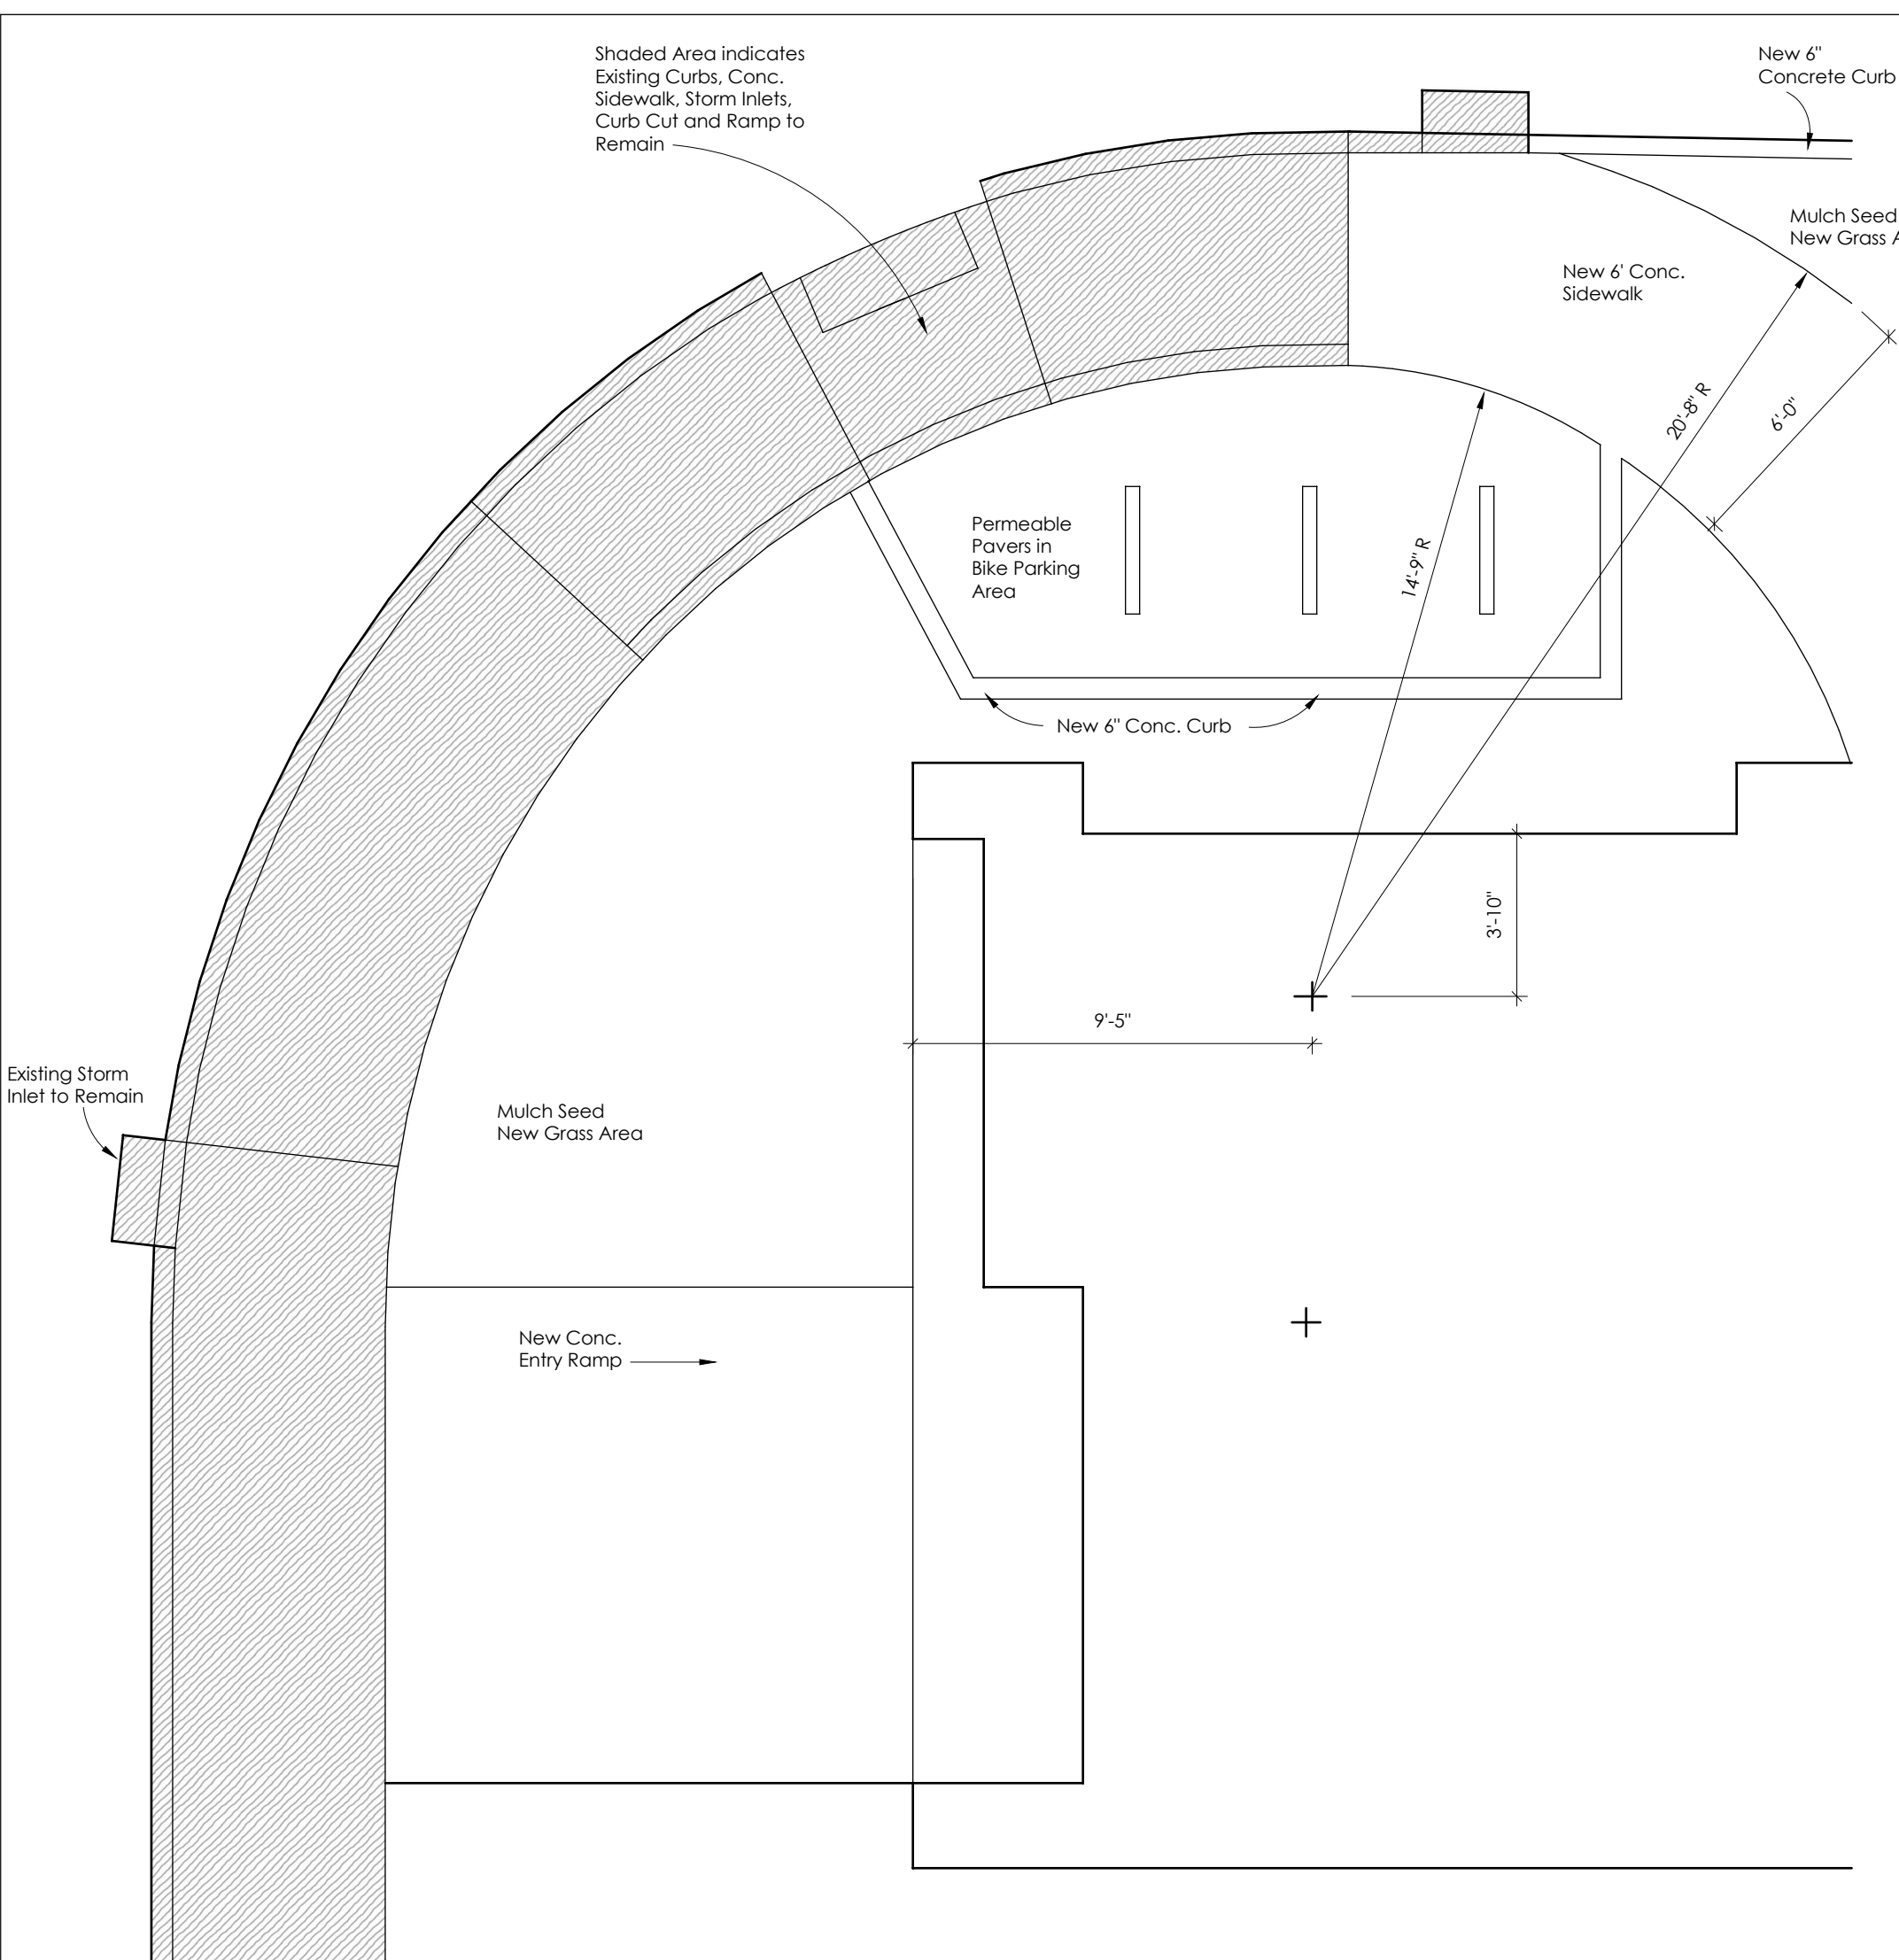 Shaded Area indicates
Existing Curbs, Conc.
Sidewalk, Storm Inlets,
Curb Cut and Ramp to
Remain
New 6"
Concrete Curb
Mulch Seed
New Grass A
New 6' Conc.
Sidewalk
20'-8" R
6'-0"
14'-9" R
Permeable
Pavers in
Bike Parking
Area
New 6" Conc. Curb
3'-10"
9'-5"
Existing Storm
Inlet to Remain
Mulch Seed
New Grass Area
New Conc.
Entry Ramp